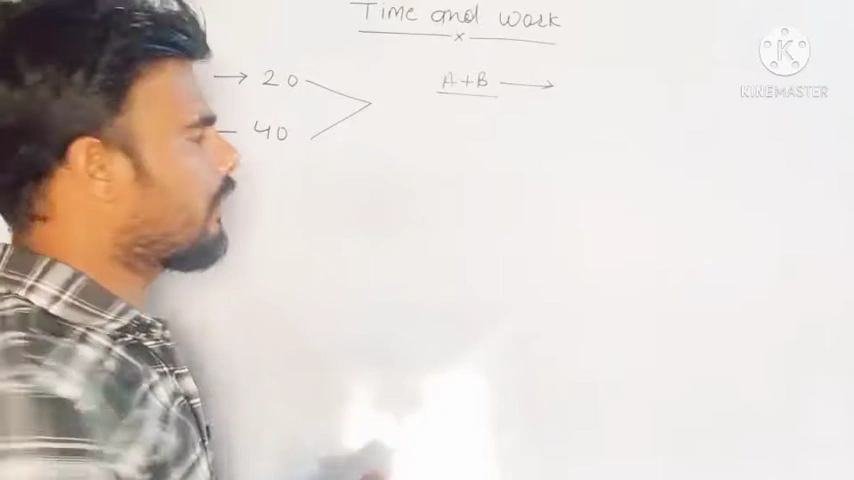 Time and work
x
→ 20
A+B →
40
K
KINEMASTER